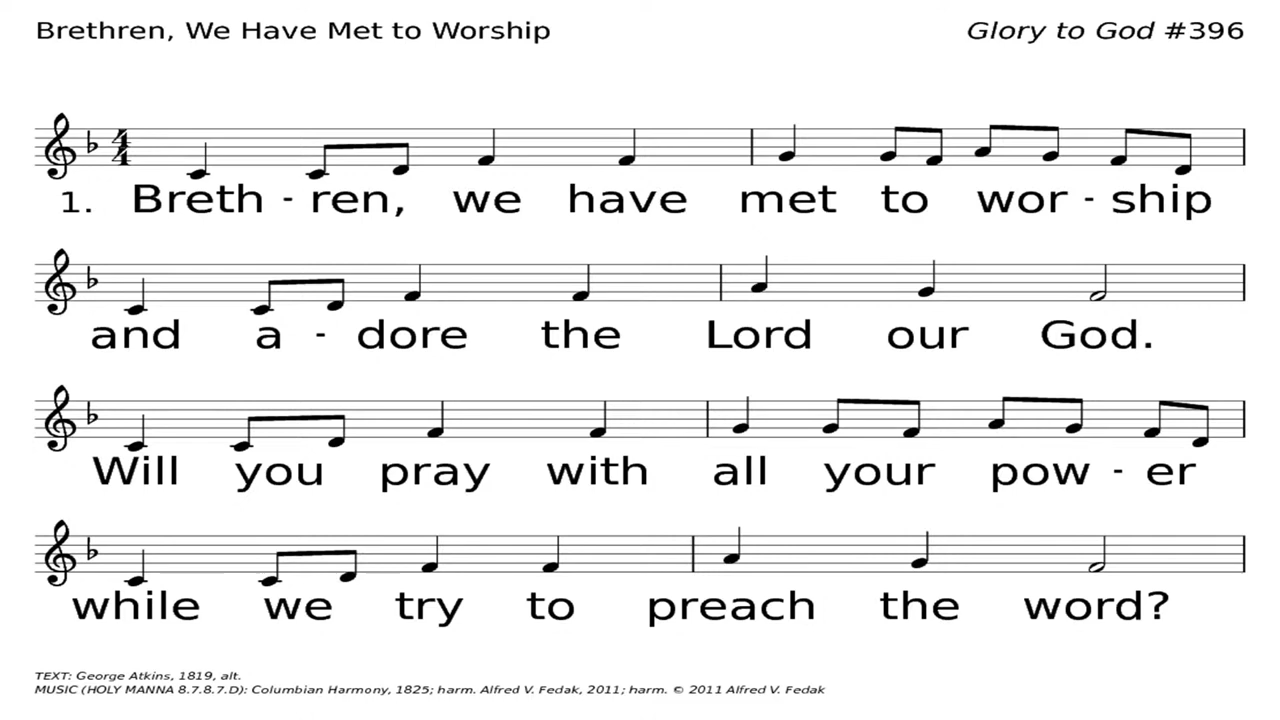 Brethren, We Have Met to Worship
Glory to God #396
4/4
1. Breth - ren, we have met to wor - ship
and a - dore the Lord our God.
Will you pray with all your pow - er
while we try to preach the word?
TEXT: George Atkins, 1819, alt.
MUSIC (HOLY MANNA 8.7.8.7.D): Columbian Harmony, 1825; harm. Alfred V. Fedak, 2011; harm. © 2011 Alfred V. Fedak